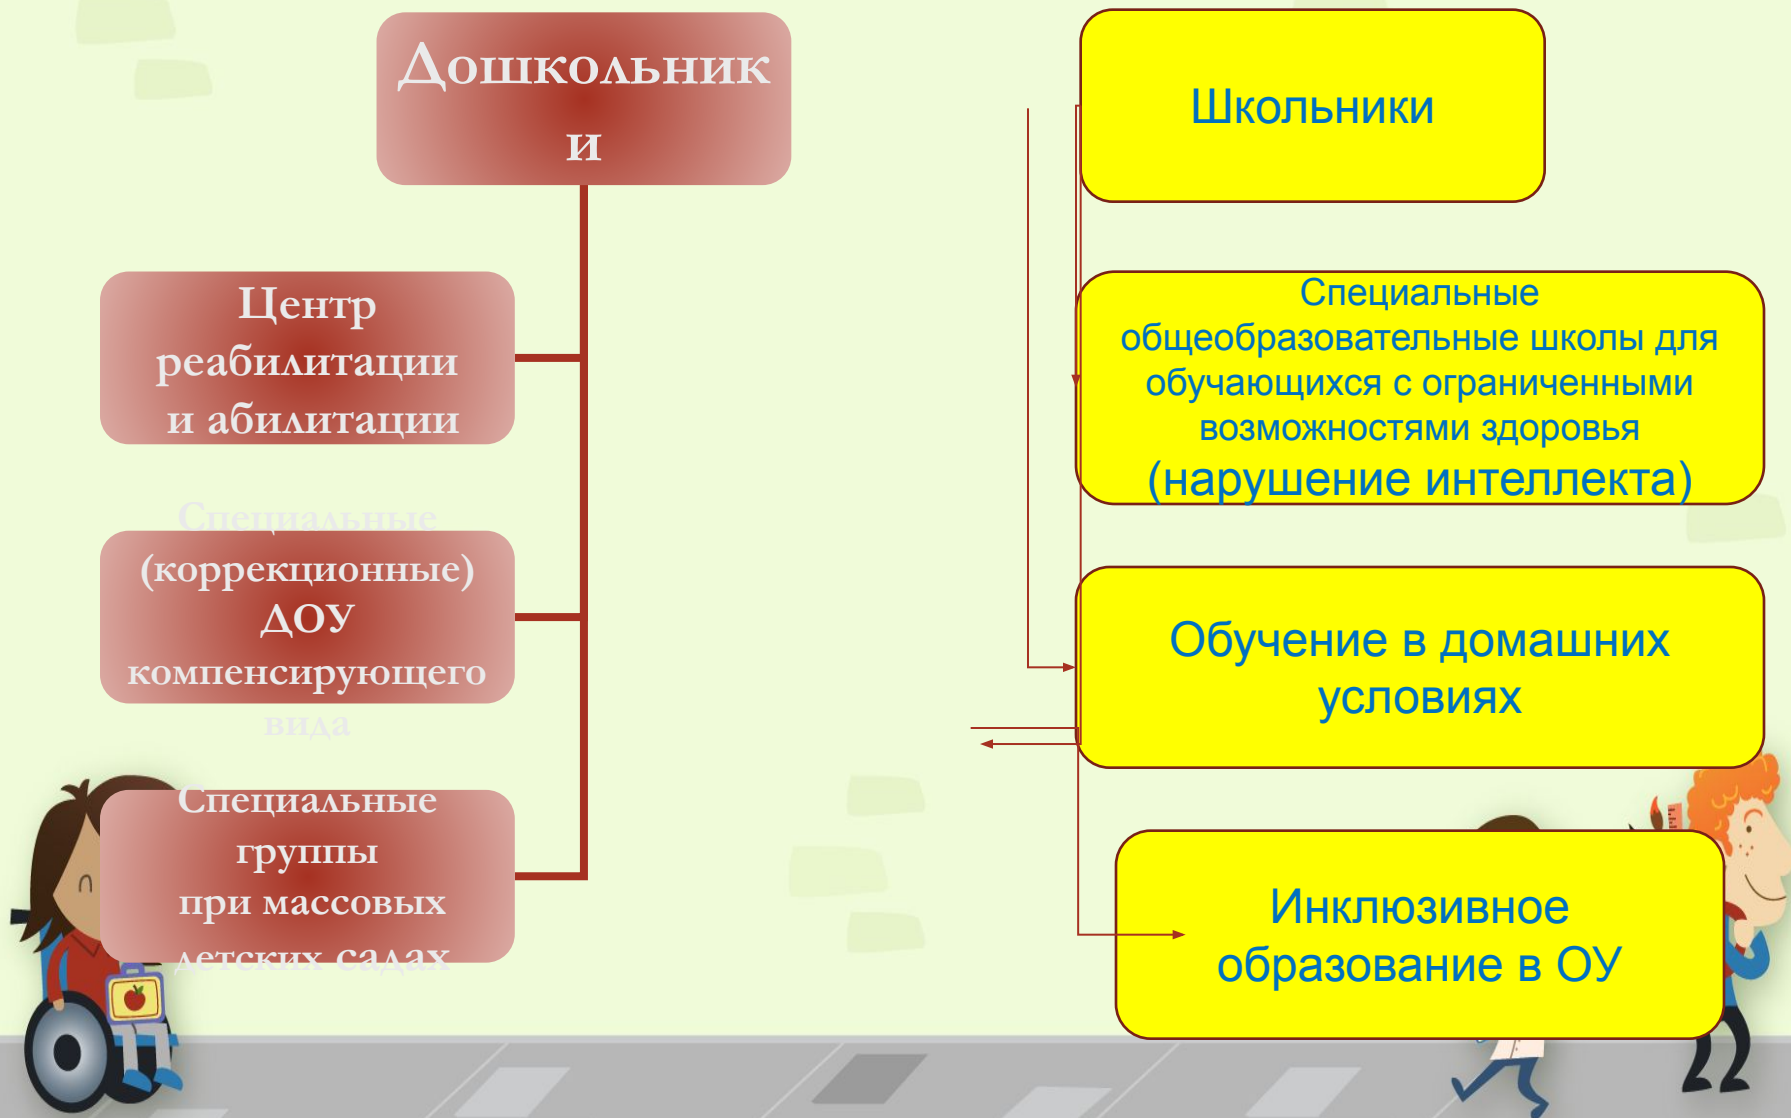 Дошкольник
и
Центр
реабилитации
и абилитации
Специальные
(коррекционные)
ДОУ
компенсирующего
вида
Специальные
группы
при массовых
детских садах
Школьники
Специальные
общеобразовательные школы для
обучающихся с ограниченными
возможностями здоровья
(нарушение интеллекта)
Обучение в домашних
условиях
Инклюзивное
образование в ОУ